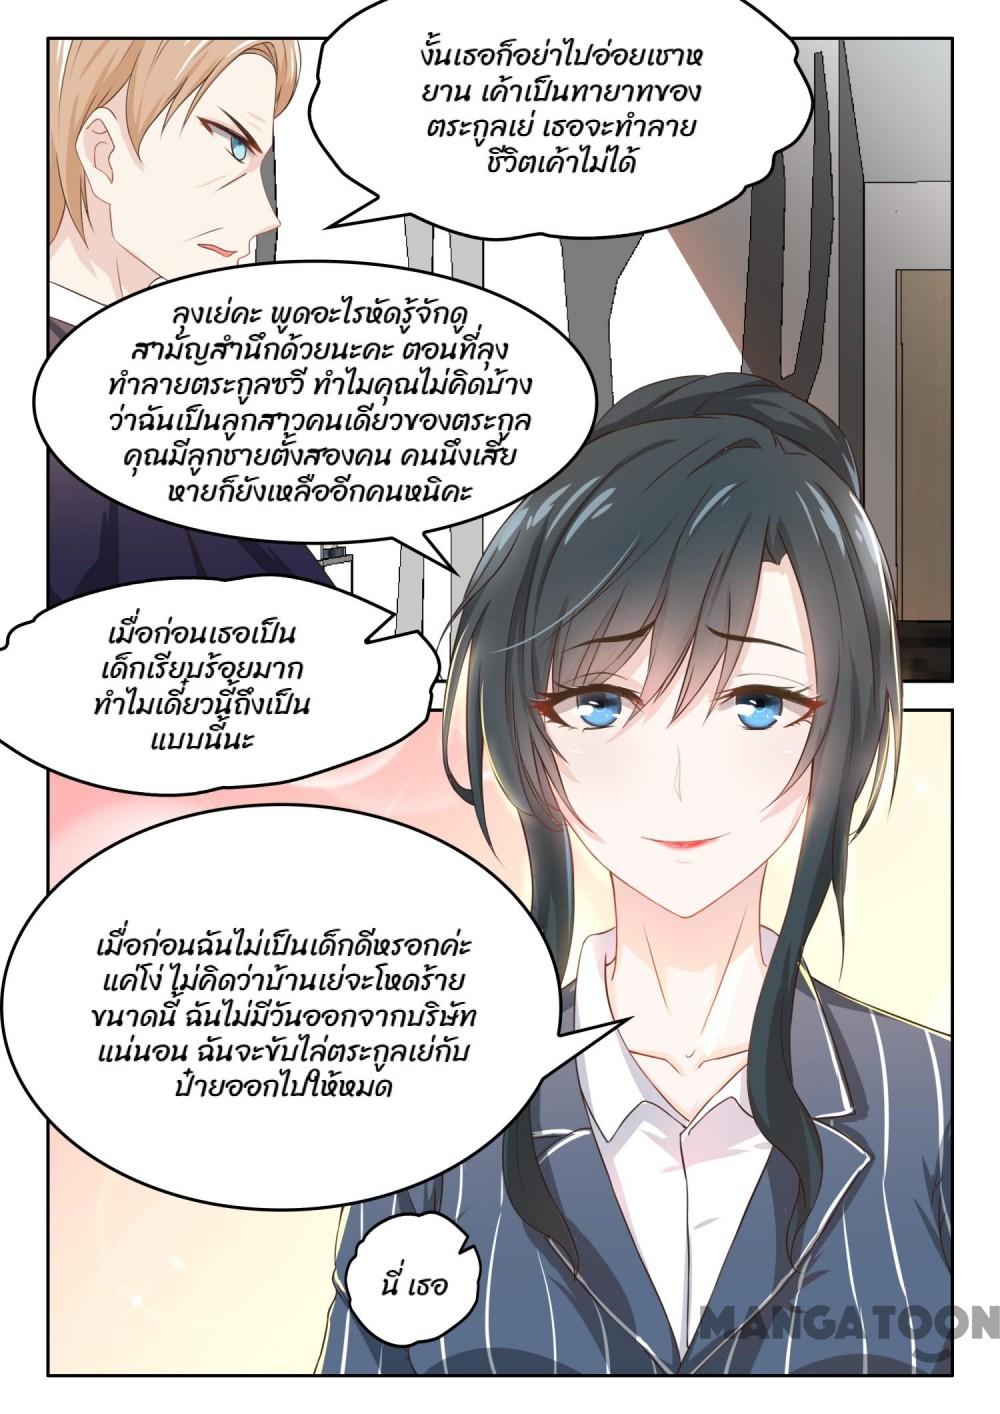 งั้นเธอก็อย่าไปอ่อยเชาห
ยาน เค้าเป็นทายาทของ
ตระกูลเย่ เธอจะทำลาย
ชีวิตเค้าไม่ได้
ลุงเย่คะ พูดอะไรหัดรู้จักดู
สามัญสำนึกด้วยนะคะ ตอนที่ลุง
ทำลายตระกูลซวี ทำไมคุณไม่คิดบ้าง
ว่าฉันเป็นลูกสาวคนเดียวของตระกูล
คุณมีลูกชายตั้งสองคน คนนึงเสีย
หายก็ยังเหลืออีกคนหนิคะ
เมื่อก่อนเธอเป็น
เด็กเรียบร้อยมาก
ทำไมเดี๋ยวนี้ถึงเป็น
แบบนี้นะ
เมื่อก่อนฉันไม่เป็นเด็กดีหรอกค่ะ
แค่โง่ ไม่คิดว่าบ้านเย่จะโหดร้าย
ขนาดนี้ ฉันไม่มีวันออกจากบริษัท
แน่นอน ฉันจะขับไล่ตระกูลเย่กับ
ป๋ายออกไปให้หมด
นี่ เธอ
MANGATOON